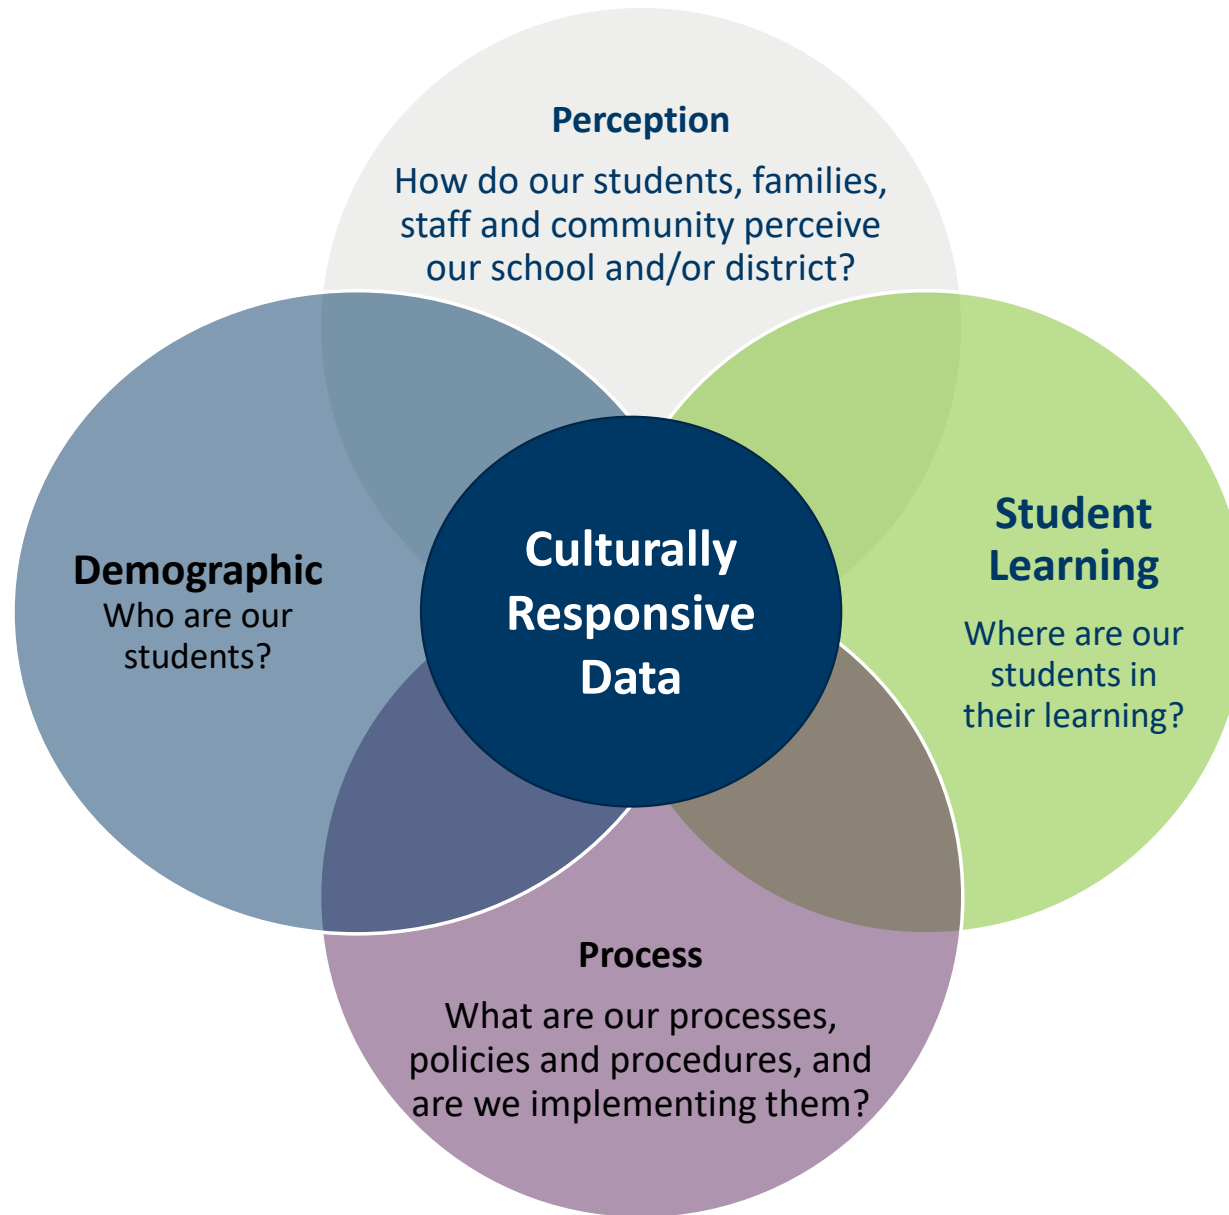 Perception
How do our students, families,
staff and community perceive
our school and/or district?
Demographic
Who are our
students?
Culturally
Responsive
Data
Student
Learning
Where are our
students in
their learning?
Process
What are our processes,
policies and procedures, and
are we implementing them?